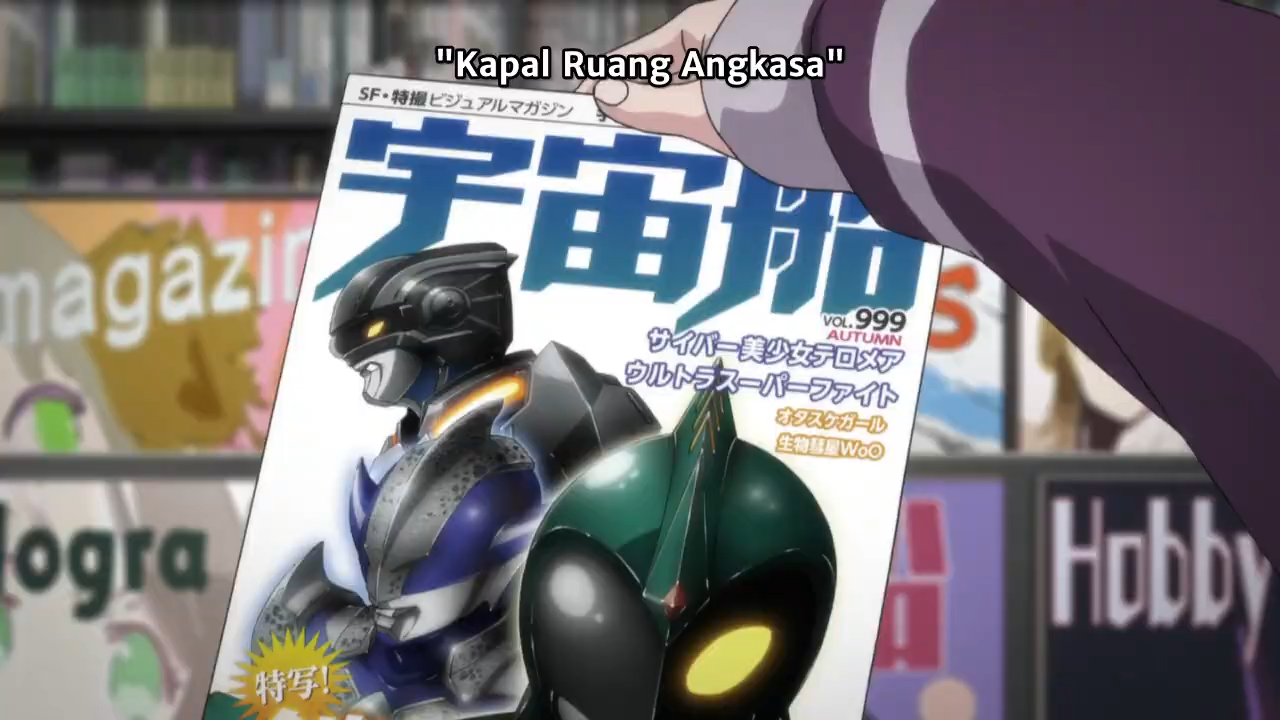 "Kapal Ruang Angkasa"
SF・特撮ビジュアルマガジン
宇宙船
VOL.999
AUTUMN
サイバー美少女テロメア
ウルトラスーパーファイト
オタスケガール
生物彗星WoO
特写!
magazin
logra
Hobby